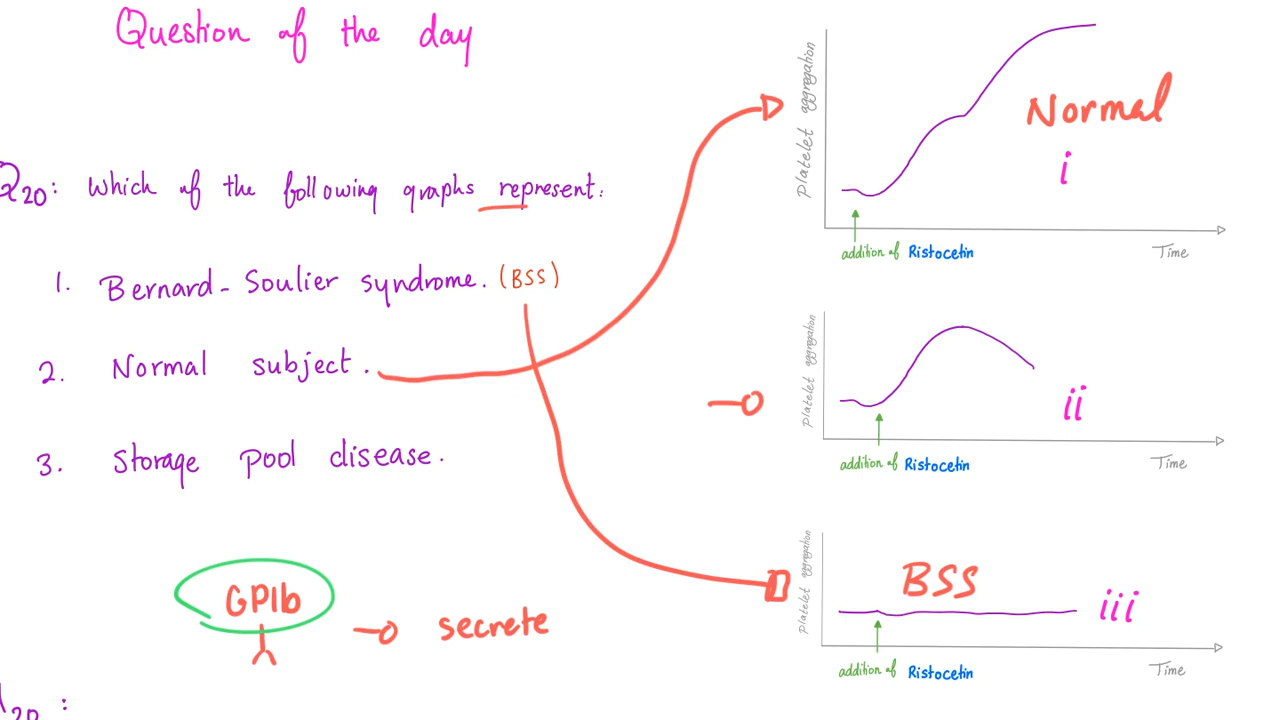 Question of the day
Q20: Which of the following graphs represent:
1. Bernard-Soulier syndrome. (BSS)
2. Normal subject.
3. Storage pool disease.
GPIb
secrete
Platelet aggregation
Normal
i
addition of Ristocetin
Time
Platelet aggregation
ii
addition of Ristocetin
Time
Platelet aggregation
BSS
iii
addition of Ristocetin
Time
20: